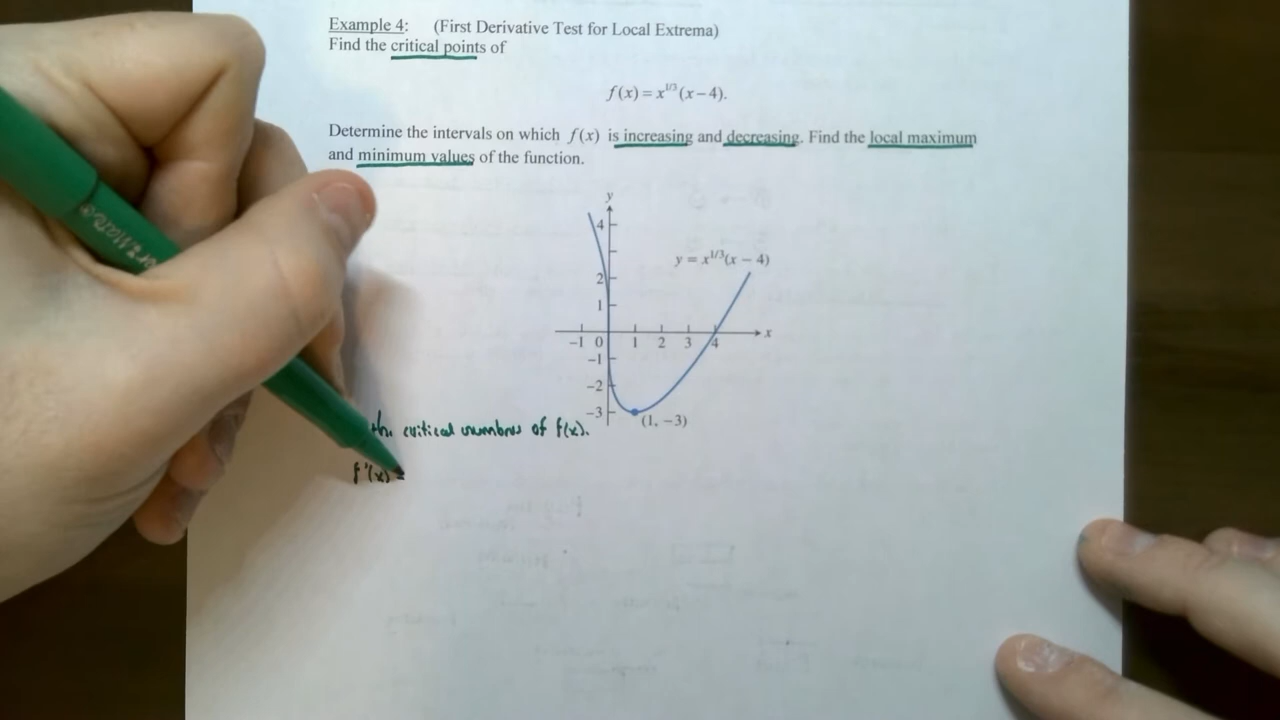 Example 4: (First Derivative Test for Local Extrema)
Find the critical points of
f(x) = x^{1/3}(x − 4).
Determine the intervals on which f(x) is increasing and decreasing. Find the local maximum
and minimum values of the function.
y
4
y = x^{1/3}(x − 4)
2
1
x
−1 0 1 2 3 4
−1
−2
−3
(1, −3)
the critical numbers of f(x).
f'(x) =